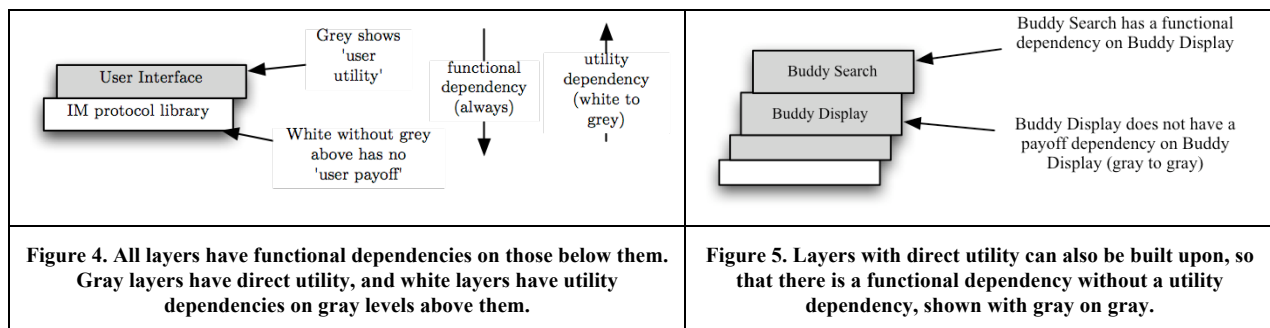 Grey shows
'user
utility'
User Interface
IM protocol library
White without grey
above has no
'user payoff'
functional
dependency
(always)
utility
dependency
(white to
grey)
Figure 4. All layers have functional dependencies on those below them.
Gray layers have direct utility, and white layers have utility
dependencies on gray levels above them.
Buddy Search has a functional
dependency on Buddy Display
Buddy Search
Buddy Display
Buddy Display does not have a
payoff dependency on Buddy
Display (gray to gray)
Figure 5. Layers with direct utility can also be built upon, so
that there is a functional dependency without a utility
dependency, shown with gray on gray.